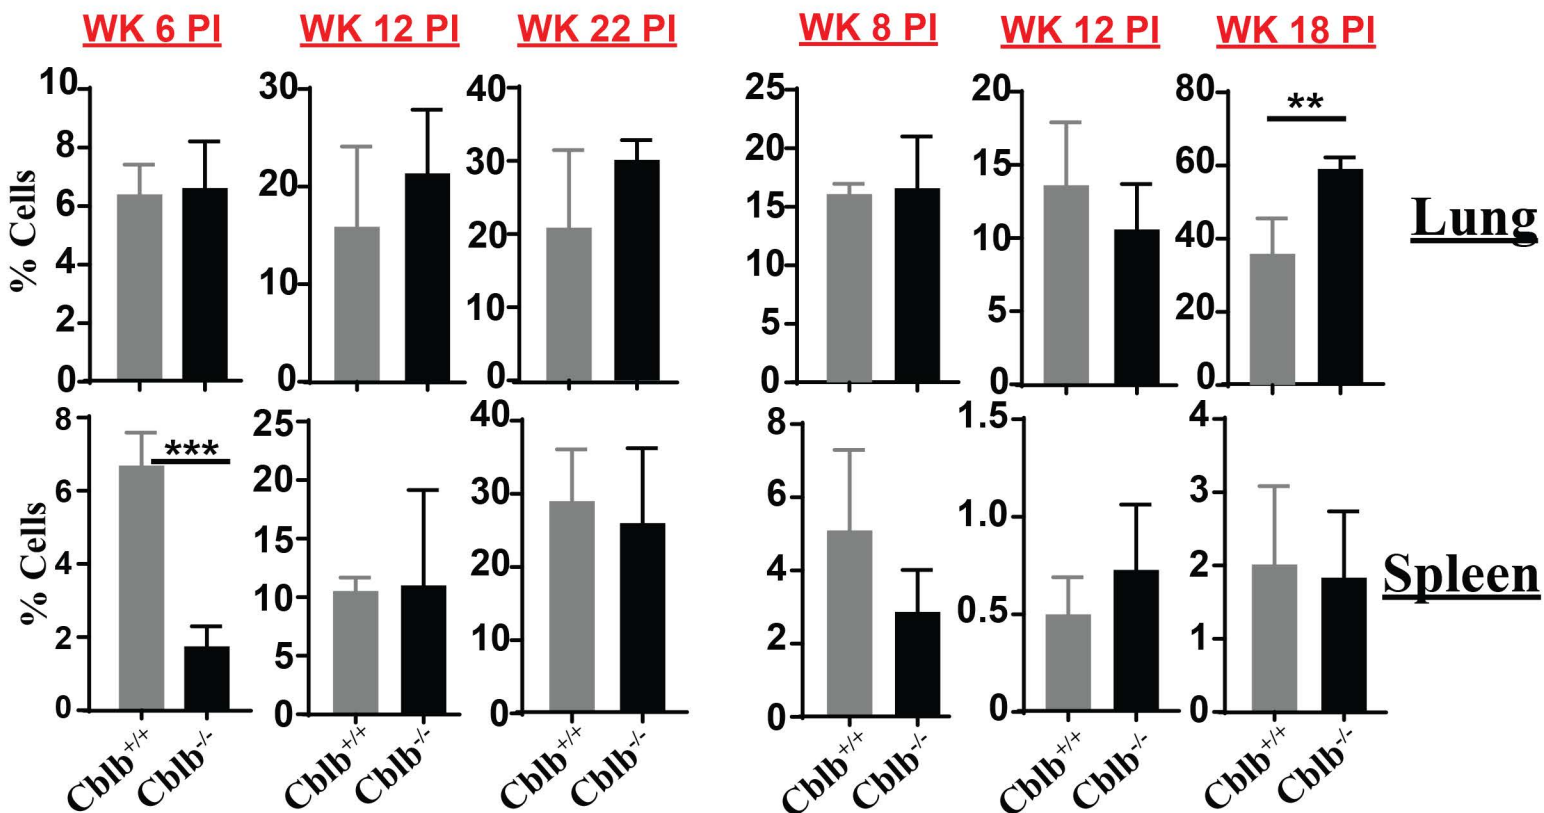 WK 6 PI WK 12 PI WK 22 PI WK 8 PI WK 12 PI WK 18 PI
% Cells
10 8 6 4 2 0
30 20 10 0
40 30 20 10 0
25 20 15 10 5 0
20 15 10 5 0
80 60 40 20 0
**
Lung
% Cells
8 6 4 2 0
***
25 20 15 10 5 0
40 30 20 10 0
8 6 4 2 0
1.5 1.0 0.5 0
4 3 2 1 0
Spleen
Cblb+/+ Cblb-/- Cblb+/+ Cblb-/- Cblb+/+ Cblb-/- Cblb+/+ Cblb-/- Cblb+/+ Cblb-/- Cblb+/+ Cblb-/-